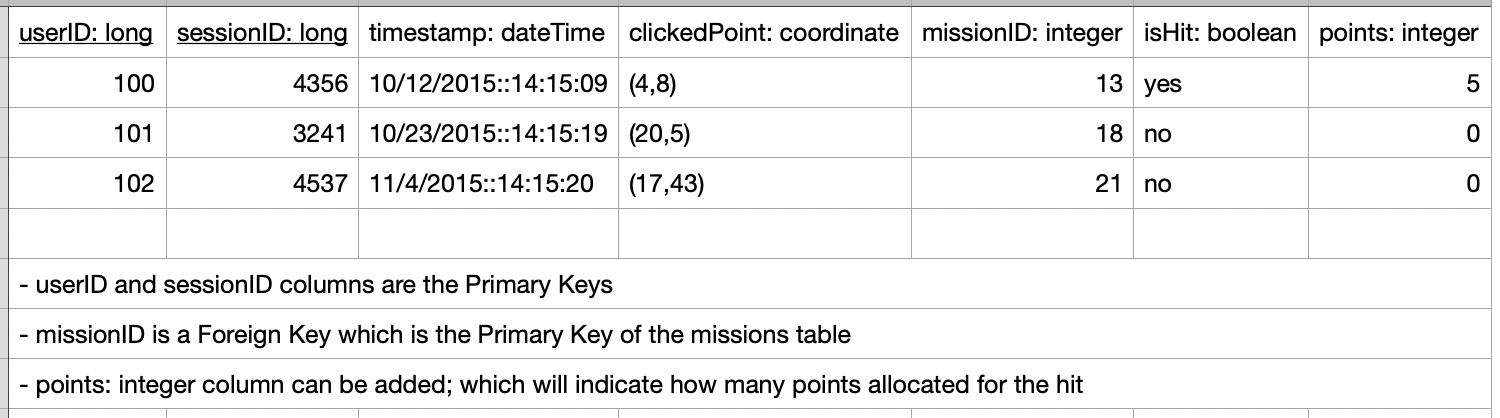 userID: long sessionID: long timestamp: dateTime clickedPoint: coordinate missionID: integer isHit: boolean points: integer
100 4356 10/12/2015::14:15:09 (4,8) 13 yes 5
101 3241 10/23/2015::14:15:19 (20,5) 18 no 0
102 4537 11/4/2015::14:15:20 (17,43) 21 no 0
- userID and sessionID columns are the Primary Keys
- missionID is a Foreign Key which is the Primary Key of the missions table
- points: integer column can be added; which will indicate how many points allocated for the hit